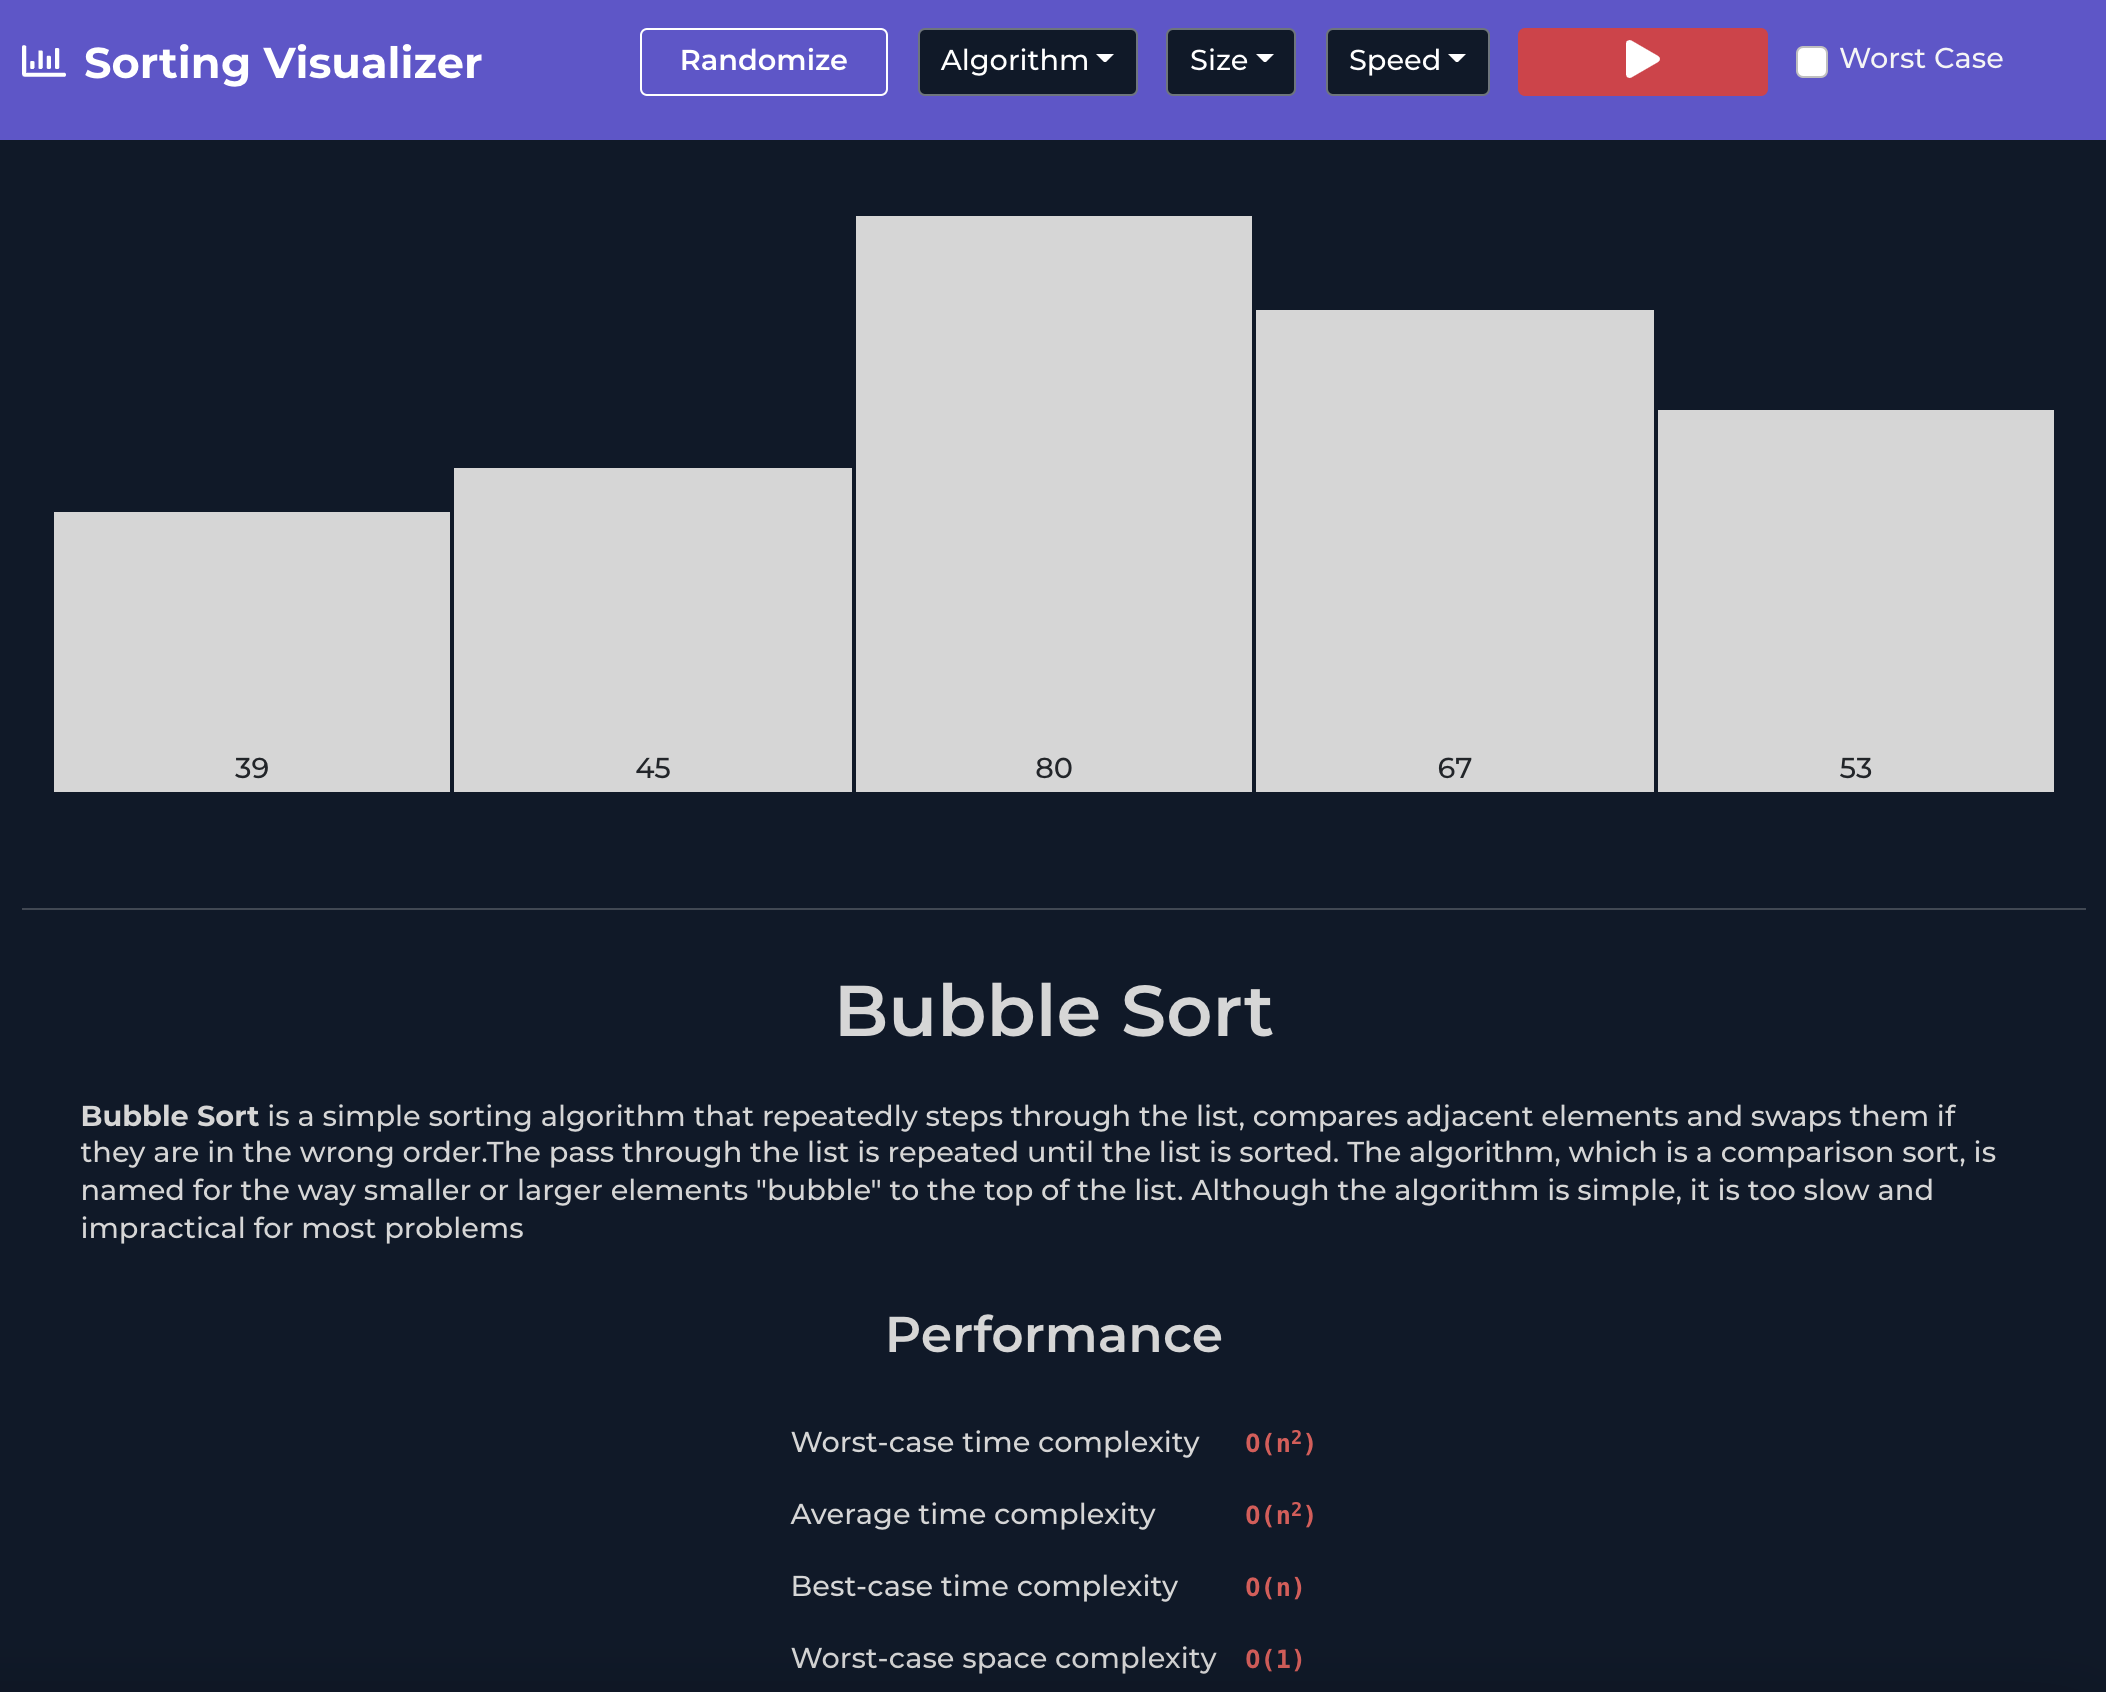 Sorting Visualizer
Randomize
Algorithm
Size
Speed
Worst Case
39
45
80
67
53
Bubble Sort
Bubble Sort is a simple sorting algorithm that repeatedly steps through the list, compares adjacent elements and swaps them if
they are in the wrong order.The pass through the list is repeated until the list is sorted. The algorithm, which is a comparison sort, is
named for the way smaller or larger elements "bubble" to the top of the list. Although the algorithm is simple, it is too slow and
impractical for most problems
Performance
Worst-case time complexity O(n²)
Average time complexity O(n²)
Best-case time complexity O(n)
Worst-case space complexity O(1)